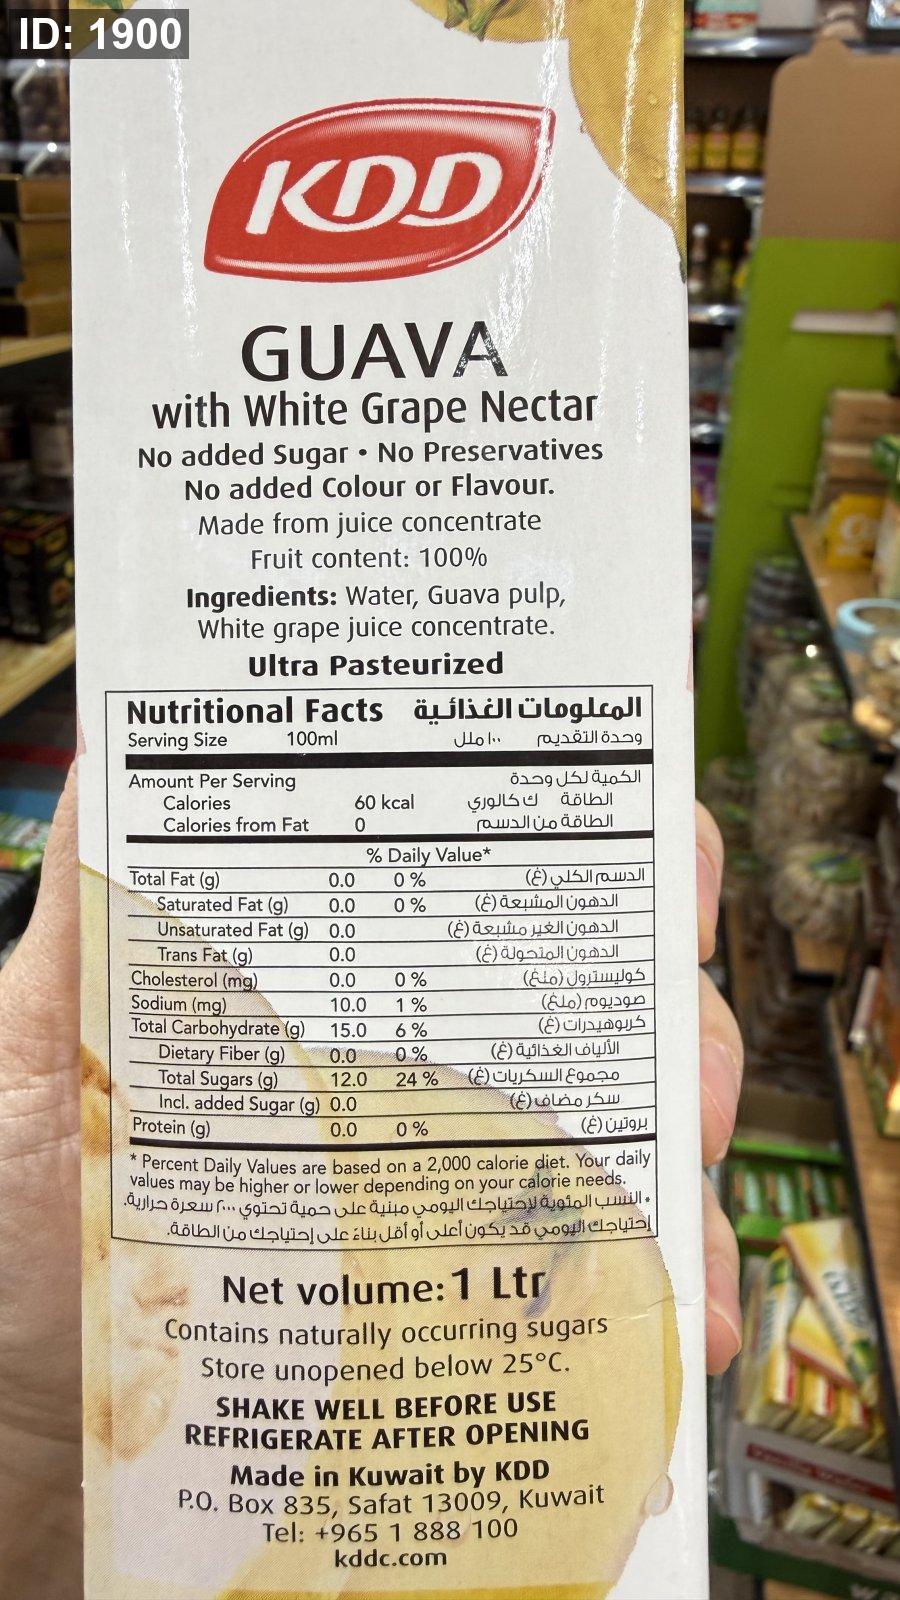 ID: 1900
KDD
GUAVA
with White Grape Nectar
No added Sugar • No Preservatives
No added Colour or Flavour.
Made from juice concentrate
Fruit content: 100%
Ingredients: Water, Guava pulp,
White grape juice concentrate.
Ultra Pasteurized
Nutritional Facts المعلومات الغذائية
Serving Size 100ml وحدة التقديم ١٠٠ ملل
Amount Per Serving الكمية لكل وحدة
Calories 60 kcal الطاقة ك كالوري
Calories from Fat 0 الطاقة من الدسم
% Daily Value*
Total Fat (g) 0.0 0 % الدسم الكلي (غ)
Saturated Fat (g) 0.0 0 % الدهون المشبعة (غ)
Unsaturated Fat (g) 0.0 الدهون الغير مشبعة (غ)
Trans Fat (g) 0.0 الدهون المتحولة (غ)
Cholesterol (mg) 0.0 0 % كوليسترول (ملغ)
Sodium (mg) 10.0 1 % صوديوم (ملغ)
Total Carbohydrate (g) 15.0 6 % كربوهيدرات (غ)
Dietary Fiber (g) 0.0 0 % الألياف الغذائية (غ)
Total Sugars (g) 12.0 24 % مجموع السكريات (غ)
Incl. added Sugar (g) 0.0 سكر مضاف (غ)
Protein (g) 0.0 0 % بروتين (غ)
* Percent Daily Values are based on a 2,000 calorie diet. Your daily
values may be higher or lower depending on your calorie needs.
* النسب المئوية لإحتياجك اليومي مبنية على حمية تحتوي ٢٠٠٠ سعرة حرارية.
إحتياجك اليومي قد يكون أعلى أو أقل بناءً على إحتياجك من الطاقة.
Net volume: 1 Ltr
Contains naturally occurring sugars
Store unopened below 25°C.
SHAKE WELL BEFORE USE
REFRIGERATE AFTER OPENING
Made in Kuwait by KDD
P.O. Box 835, Safat 13009, Kuwait
Tel: +965 1 888 100
kddc.com